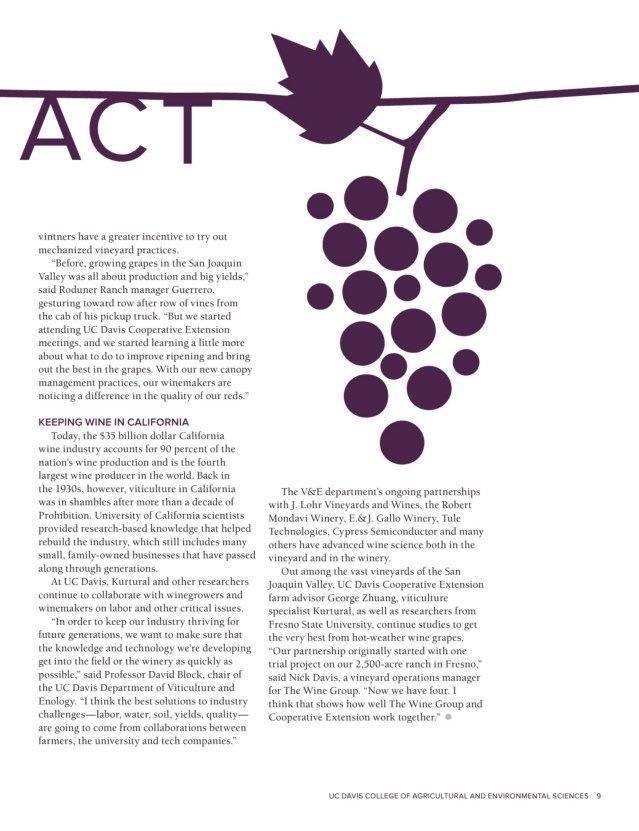 ACT
vintners have a greater incentive to try out
mechanized vineyard practices.
“Before, growing grapes in the San Joaquin
Valley was all about production and big yields,”
said Roduner Ranch manager Guerrero,
gesturing toward row after row of vines from
the cab of his pickup truck. “But we started
attending UC Davis Cooperative Extension
meetings, and we started learning a little more
about what to do to improve ripening and bring
out the best in the grapes. With our new canopy
management practices, our winemakers are
noticing a difference in the quality of our reds.”
KEEPING WINE IN CALIFORNIA
Today, the $35 billion dollar California
wine industry accounts for 90 percent of the
nation’s wine production and is the fourth
largest wine producer in the world. Back in
the 1930s, however, viticulture in California
was in shambles after more than a decade of
Prohibition. University of California scientists
provided research-based knowledge that helped
rebuild the industry, which still includes many
small, family-owned businesses that have passed
along through generations.
At UC Davis, Kurtural and other researchers
continue to collaborate with winegrowers and
winemakers on labor and other critical issues.
“In order to keep our industry thriving for
future generations, we want to make sure that
the knowledge and technology we’re developing
get into the field or the winery as quickly as
possible,” said Professor David Block, chair of
the UC Davis Department of Viticulture and
Enology. “I think the best solutions to industry
challenges—labor, water, soil, yields, quality—
are going to come from collaborations between
farmers, the university and tech companies.”
The V&E department’s ongoing partnerships
with J. Lohr Vineyards and Wines, the Robert
Mondavi Winery, E.&J. Gallo Winery, Tule
Technologies, Cypress Semiconductor and many
others have advanced wine science both in the
vineyard and in the winery.
Out among the vast vineyards of the San
Joaquin Valley, UC Davis Cooperative Extension
farm advisor George Zhuang, viticulture
specialist Kurtural, as well as researchers from
Fresno State University, continue studies to get
the very best from hot-weather wine grapes.
“Our partnership originally started with one
trial project on our 2,500-acre ranch in Fresno,”
said Nick Davis, a vineyard operations manager
for The Wine Group. “Now we have four. I
think that shows how well The Wine Group and
Cooperative Extension work together.”
UC DAVIS COLLEGE OF AGRICULTURAL AND ENVIRONMENTAL SCIENCES 9